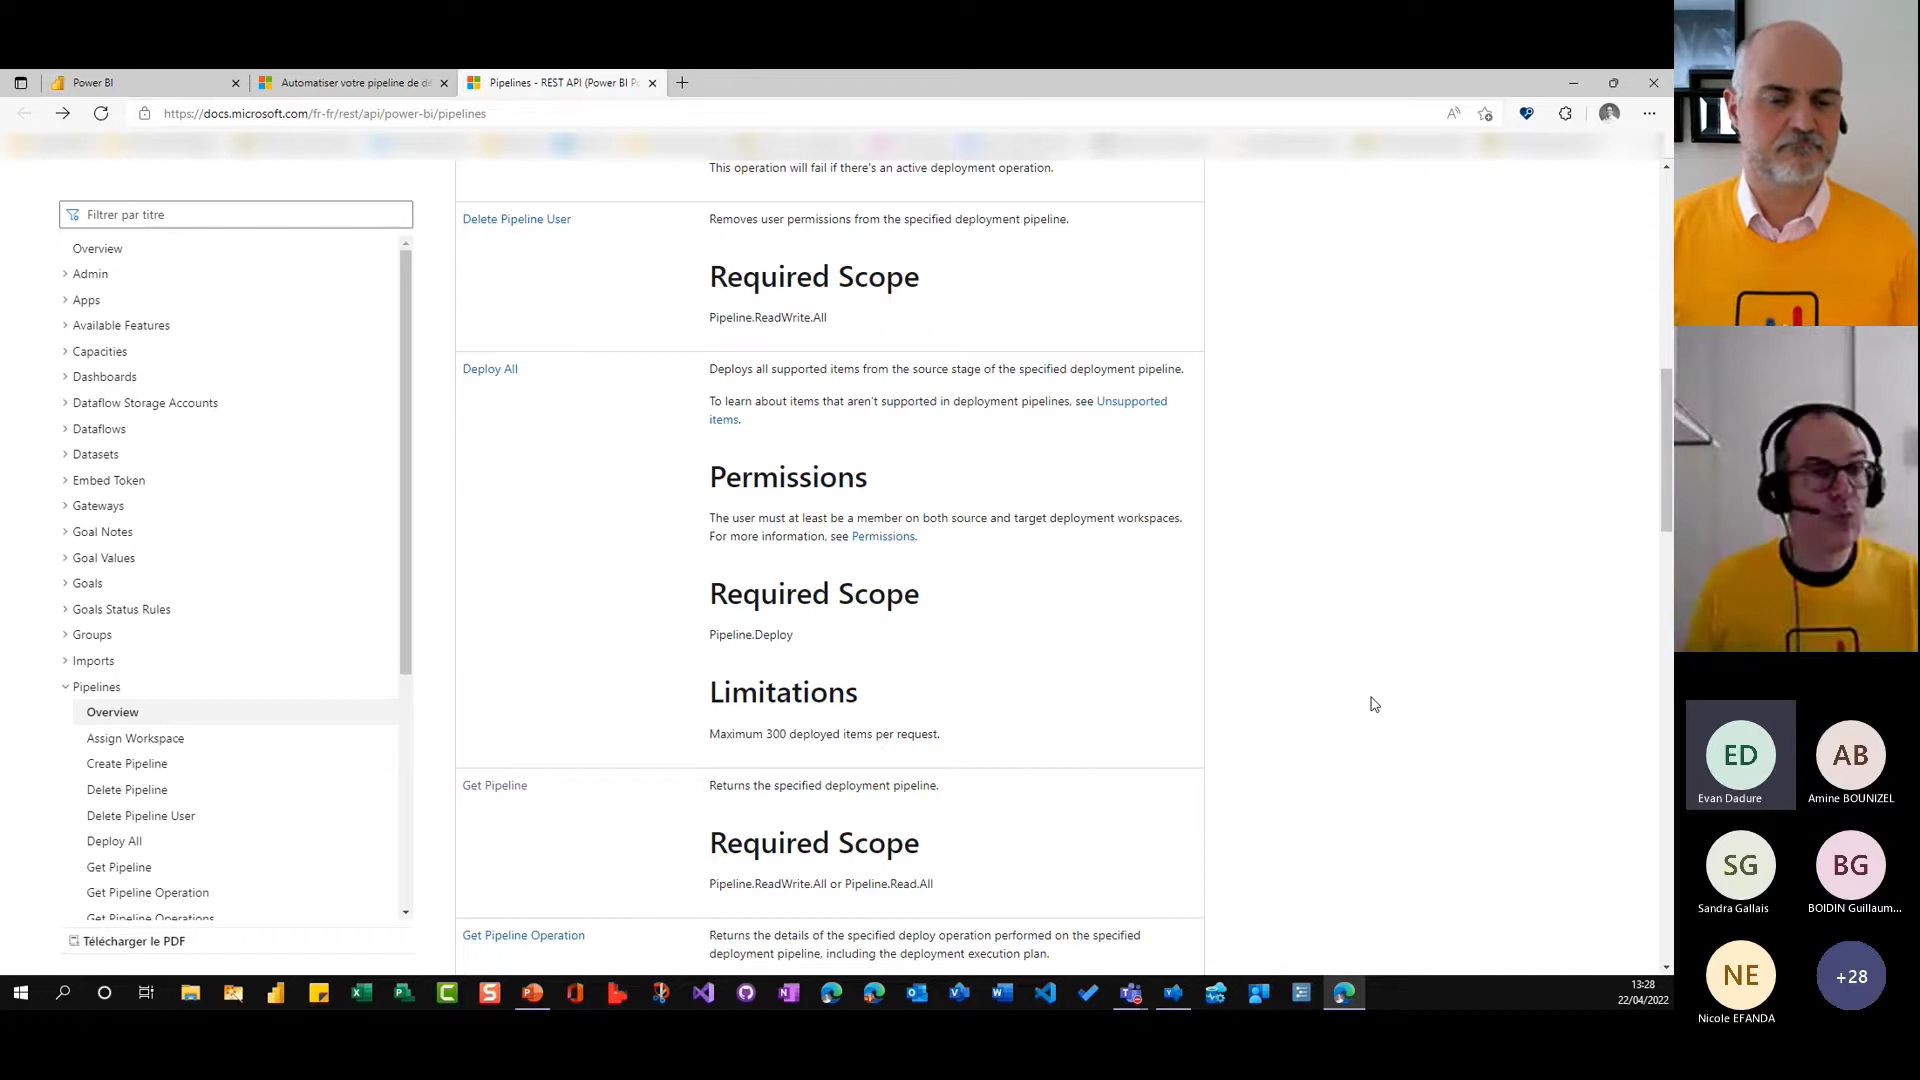 Power BI
Automatiser votre pipeline de dé
Pipelines - REST API (Power BI Po
https://docs.microsoft.com/fr-fr/rest/api/power-bi/pipelines
Filtrer par titre
Overview
Admin
Apps
Available Features
Capacities
Dashboards
Dataflow Storage Accounts
Dataflows
Datasets
Embed Token
Gateways
Goal Notes
Goal Values
Goals
Goals Status Rules
Groups
Imports
Pipelines
Overview
Assign Workspace
Create Pipeline
Delete Pipeline
Delete Pipeline User
Deploy All
Get Pipeline
Get Pipeline Operation
Get Pipeline Operations
Télécharger le PDF
This operation will fail if there's an active deployment operation.
Delete Pipeline User
Removes user permissions from the specified deployment pipeline.
Required Scope
Pipeline.ReadWrite.All
Deploy All
Deploys all supported items from the source stage of the specified deployment pipeline.
To learn about items that aren't supported in deployment pipelines, see Unsupported
items.
Permissions
The user must at least be a member on both source and target deployment workspaces.
For more information, see Permissions.
Required Scope
Pipeline.Deploy
Limitations
Maximum 300 deployed items per request.
Get Pipeline
Returns the specified deployment pipeline.
Required Scope
Pipeline.ReadWrite.All or Pipeline.Read.All
Get Pipeline Operation
Returns the details of the specified deploy operation performed on the specified
deployment pipeline, including the deployment execution plan.
13:28
22/04/2022
ED
Evan Dadure
AB
Amine BOUNIZEL
SG
Sandra Gallais
BG
BOIDIN Guillaum...
NE
Nicole EFANDA
+28